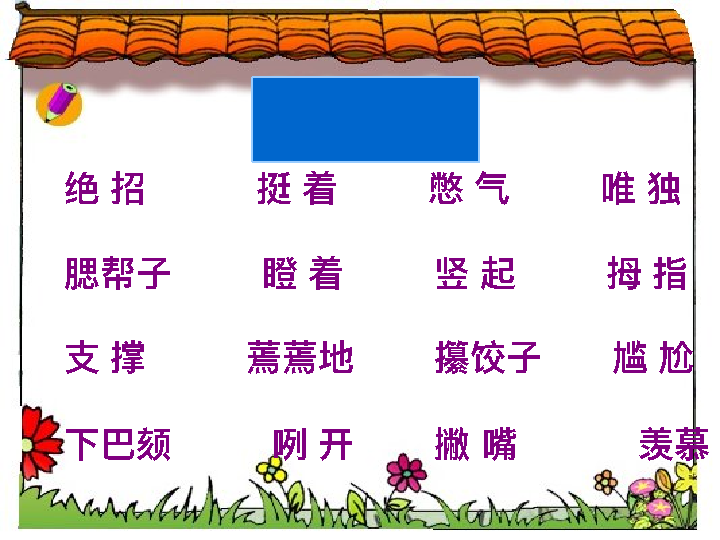 绝 招 挺 着 憋 气 唯 独
腮帮子 瞪 着 竖 起 拇 指
支 撑 蔫蔫地 攥饺子 尴 尬
下巴颏 咧 开 撇 嘴 羡慕